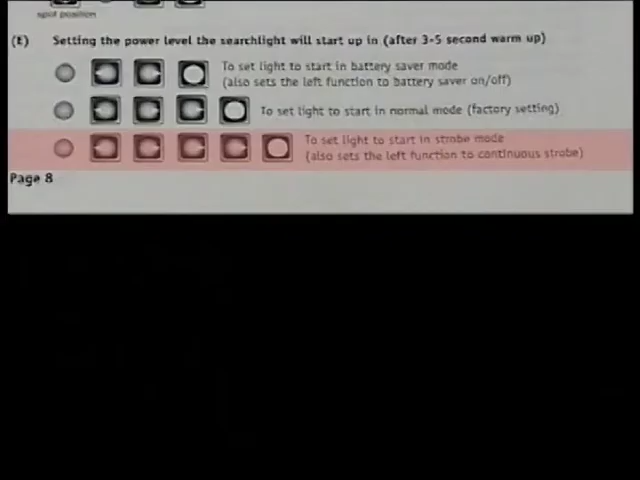 spot position
(E) Setting the power level the searchlight will start up in (after 3-5 second warm up)
To set light to start in battery saver mode
(also sets the left function to battery saver on/off)
To set light to start in normal mode (factory setting)
To set light to start in strobe mode
(also sets the left function to continuous strobe)
Page 8